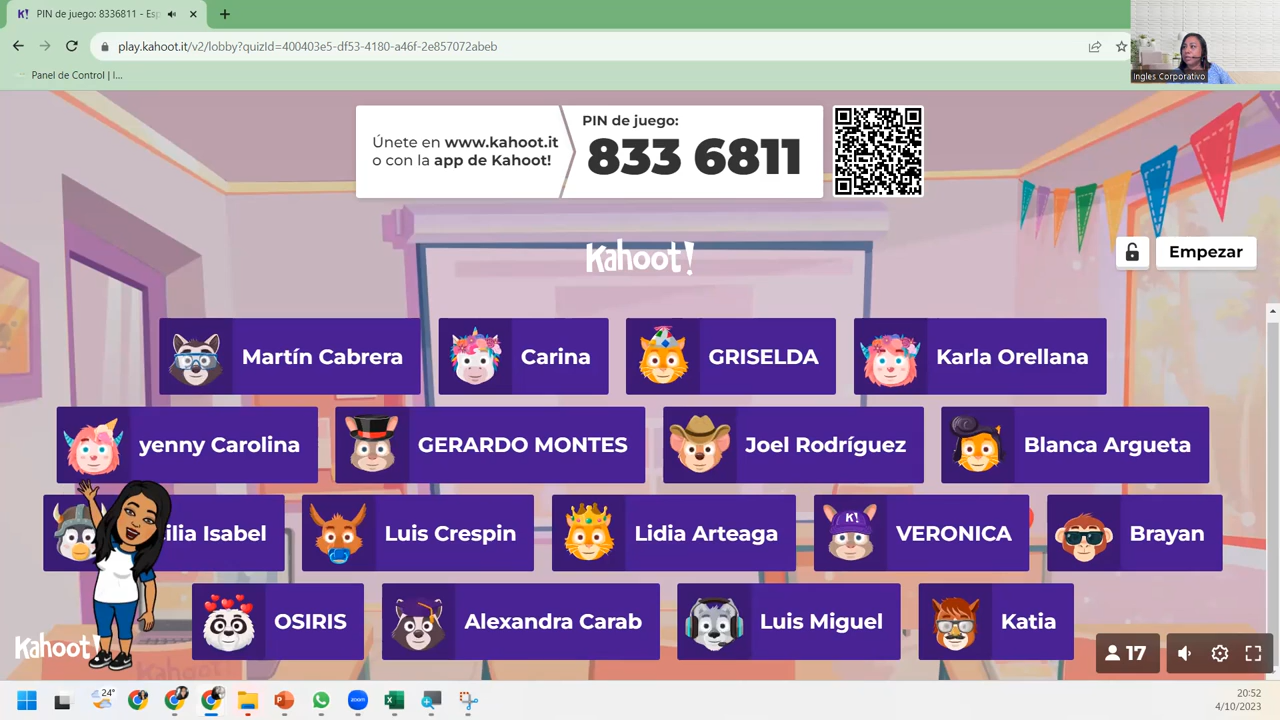 PIN de juego: 8336811 - Esp
play.kahoot.it/v2/lobby?quizId=400403e5-df53-4180-a46f-2e857072abeb
Panel de Control | I...
Ingles Corporativo
Únete en www.kahoot.it
o con la app de Kahoot!
PIN de juego:
833 6811
Kahoot!
Empezar
Martín Cabrera
Carina
GRISELDA
Karla Orellana
yenny Carolina
GERARDO MONTES
Joel Rodríguez
Blanca Argueta
Isabel
Luis Crespin
Lidia Arteaga
K!
VERONICA
Brayan
OSIRIS
Alexandra Carab
Luis Miguel
Katia
Kahoot!
17
24°
zoom
20:52
4/10/2023